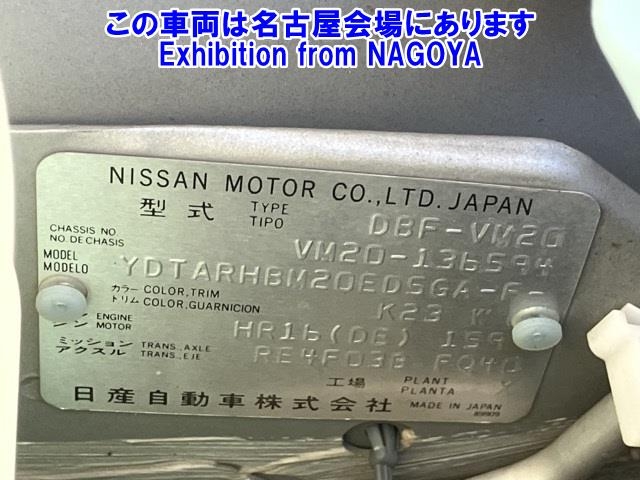 この車両は名古屋会場にあります
Exhibition from NAGOYA
NISSAN MOTOR CO.,LTD. JAPAN
型式 TYPE TIPO DBF-VM20
CHASSIS NO. NO. DE CHASIS VM20-136594
MODEL MODELO YDTARHBM20EDSGA-F-
カラー COLOR, TRIM K23 K
トリム COLOR, GUARNICION
ENGINE MOTOR HR16(DE) 159
ミッション TRANS., AXLE RE4F03B FQ40
アクスル TRANS., EJE
工場 PLANT PLANTA
日産自動車株式会社 MADE IN JAPAN